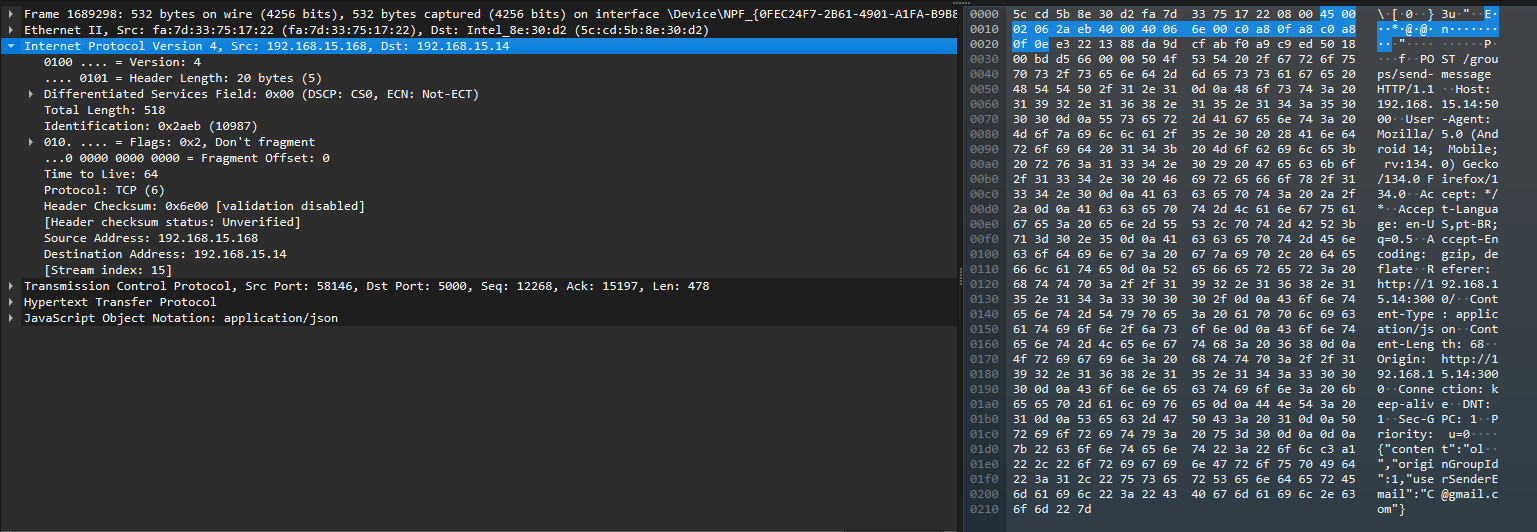 Frame 1689298: 532 bytes on wire (4256 bits), 532 bytes captured (4256 bits) on interface \Device\NPF_{0FEC24F7-2B61-4901-A1FA-B9B8
Ethernet II, Src: fa:7d:33:75:17:22 (fa:7d:33:75:17:22), Dst: Intel_8e:30:d2 (5c:cd:5b:8e:30:d2)
Internet Protocol Version 4, Src: 192.168.15.168, Dst: 192.168.15.14
0100 .... = Version: 4
.... 0101 = Header Length: 20 bytes (5)
Differentiated Services Field: 0x00 (DSCP: CS0, ECN: Not-ECT)
Total Length: 518
Identification: 0x2aeb (10987)
010. .... = Flags: 0x2, Don't fragment
...0 0000 0000 0000 = Fragment Offset: 0
Time to Live: 64
Protocol: TCP (6)
Header Checksum: 0x6e00 [validation disabled]
[Header checksum status: Unverified]
Source Address: 192.168.15.168
Destination Address: 192.168.15.14
[Stream index: 15]
Transmission Control Protocol, Src Port: 58146, Dst Port: 5000, Seq: 12268, Ack: 15197, Len: 478
Hypertext Transfer Protocol
JavaScript Object Notation: application/json
0000 5c cd 5b 8e 30 d2 fa 7d 33 75 17 22 08 00 45 00 \·[·0··} 3u·"··E·
0010 02 06 2a eb 40 00 40 06 6e 00 c0 a8 0f a8 c0 a8 ··*·@·@· n·······
0020 0f 0e e3 22 13 88 da 9d cf ab f0 a9 c9 ed 50 18 ···"···· ······P·
0030 00 bd d5 66 00 00 50 4f 53 54 20 2f 67 72 6f 75 ···f··PO ST /grou
0040 70 73 2f 73 65 6e 64 2d 6d 65 73 73 61 67 65 20 ps/send- message
0050 48 54 54 50 2f 31 2e 31 0d 0a 48 6f 73 74 3a 20 HTTP/1.1 ··Host:
0060 31 39 32 2e 31 36 38 2e 31 35 2e 31 34 3a 35 30 192.168. 15.14:50
0070 30 30 0d 0a 55 73 65 72 2d 41 67 65 6e 74 3a 20 00··User -Agent:
0080 4d 6f 7a 69 6c 6c 61 2f 35 2e 30 20 28 41 6e 64 Mozilla/ 5.0 (And
0090 72 6f 69 64 20 31 34 3b 20 4d 6f 62 69 6c 65 3b roid 14; Mobile;
00a0 20 72 76 3a 31 33 34 2e 30 29 20 47 65 63 6b 6f rv:134. 0) Gecko
00b0 2f 31 33 34 2e 30 20 46 69 72 65 66 6f 78 2f 31 /134.0 F irefox/1
00c0 33 34 2e 30 0d 0a 41 63 63 65 70 74 3a 20 2a 2f 34.0··Ac cept: */
00d0 2a 0d 0a 41 63 63 65 70 74 2d 4c 61 6e 67 75 61 *··Accep t-Langua
00e0 67 65 3a 20 65 6e 2d 55 53 2c 70 74 2d 42 52 3b ge: en-U S,pt-BR;
00f0 71 3d 30 2e 35 0d 0a 41 63 63 65 70 74 2d 45 6e q=0.5··A ccept-En
0100 63 6f 64 69 6e 67 3a 20 67 7a 69 70 2c 20 64 65 coding: gzip, de
0110 66 6c 61 74 65 0d 0a 52 65 66 65 72 65 72 3a 20 flate··R eferer:
0120 68 74 74 70 3a 2f 2f 31 39 32 2e 31 36 38 2e 31 http://1 92.168.1
0130 35 2e 31 34 3a 33 30 30 30 2f 0d 0a 43 6f 6e 74 5.14:300 0/··Cont
0140 65 6e 74 2d 54 79 70 65 3a 20 61 70 70 6c 69 63 ent-Type : applic
0150 61 74 69 6f 6e 2f 6a 73 6f 6e 0d 0a 43 6f 6e 74 ation/js on··Cont
0160 65 6e 74 2d 4c 65 6e 67 74 68 3a 20 36 38 0d 0a ent-Leng th: 68··
0170 4f 72 69 67 69 6e 3a 20 68 74 74 70 3a 2f 2f 31 Origin: http://1
0180 39 32 2e 31 36 38 2e 31 35 2e 31 34 3a 33 30 30 92.168.1 5.14:300
0190 30 0d 0a 43 6f 6e 6e 65 63 74 69 6f 6e 3a 20 6b 0··Conne ction: k
01a0 65 65 70 2d 61 6c 69 76 65 0d 0a 44 4e 54 3a 20 eep-aliv e··DNT:
01b0 31 0d 0a 53 65 63 2d 47 50 43 3a 20 31 0d 0a 50 1··Sec-G PC: 1··P
01c0 72 69 6f 72 69 74 79 3a 20 75 3d 30 0d 0a 0d 0a riority: u=0····
01d0 7b 22 63 6f 6e 74 65 6e 74 22 3a 22 6f 6c c3 a1 {"conten t":"ol··
01e0 22 2c 22 6f 72 69 67 69 6e 47 72 6f 75 70 49 64 ","origi nGroupId
01f0 22 3a 31 2c 22 75 73 65 72 53 65 6e 64 65 72 45 ":1,"use rSenderE
0200 6d 61 69 6c 22 3a 22 43 40 67 6d 61 69 6c 2e 63 mail":"C @gmail.c
0210 6f 6d 22 7d om"}